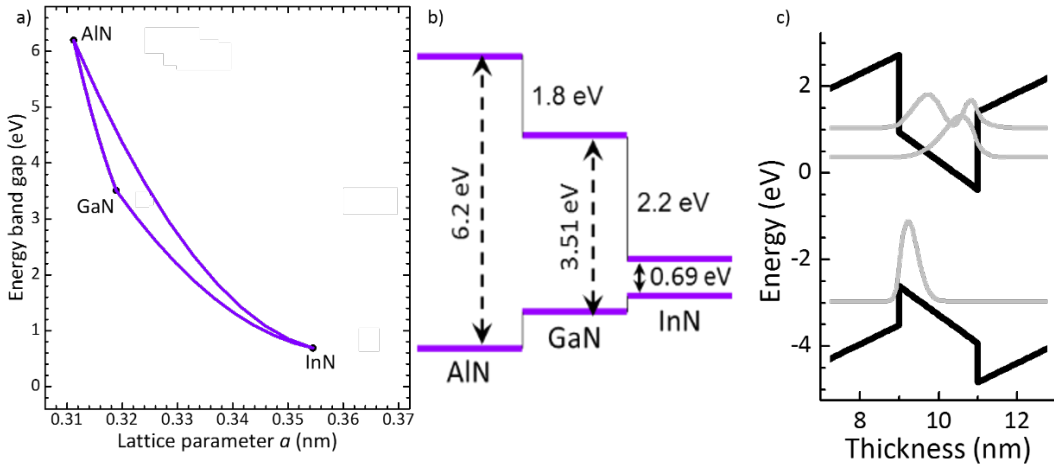 a)
AlN
GaN
InN
Energy band gap (eV)
6
5
4
3
2
1
0
0.31
0.32
0.33
0.34
0.35
0.36
0.37
Lattice parameter a (nm)
b)
1.8 eV
6.2 eV
3.51 eV
2.2 eV
0.69 eV
InN
GaN
AlN
c)
Energy (eV)
2
0
-2
-4
8
10
12
Thickness (nm)